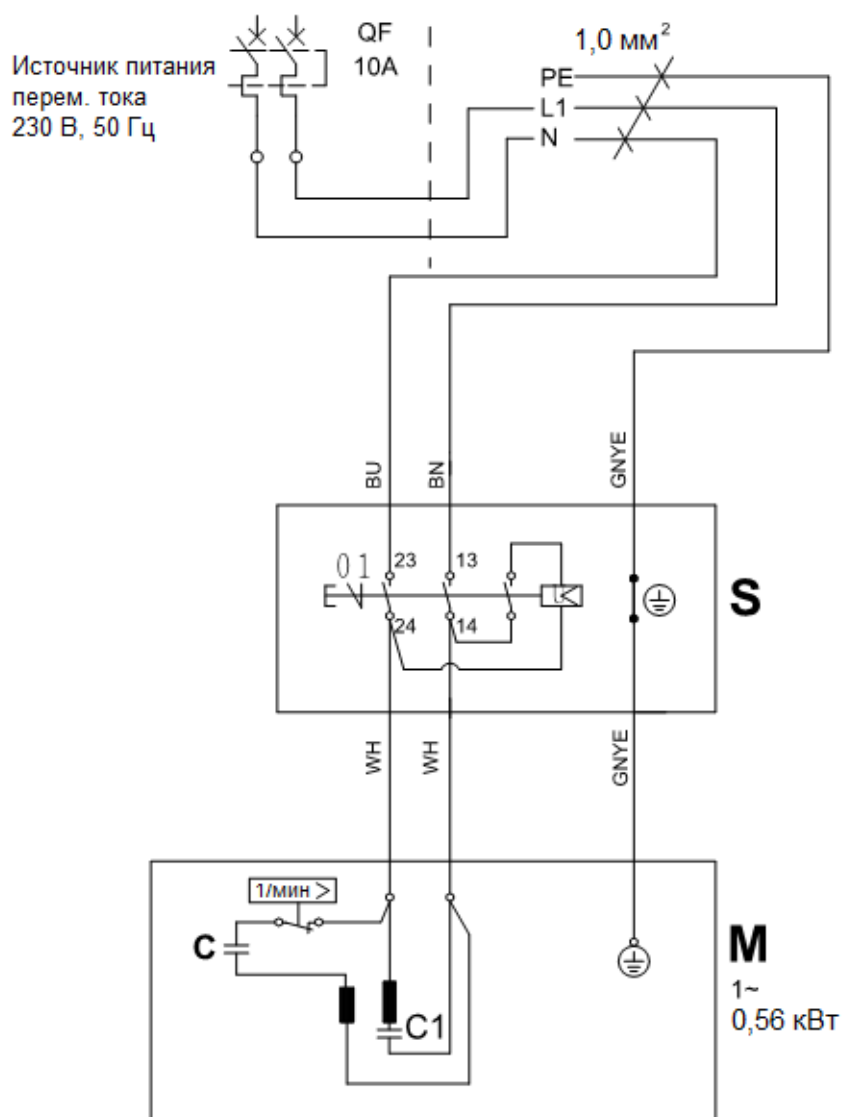 Источник питания
перем. тока
230 В, 50 Гц
QF
10А
1,0 мм²
PE
L1
N
BU
BN
GNYE
0 1
23
13
24
14
S
WH
WH
GNYE
1/мин >
C
C1
M
1~
0,56 кВт